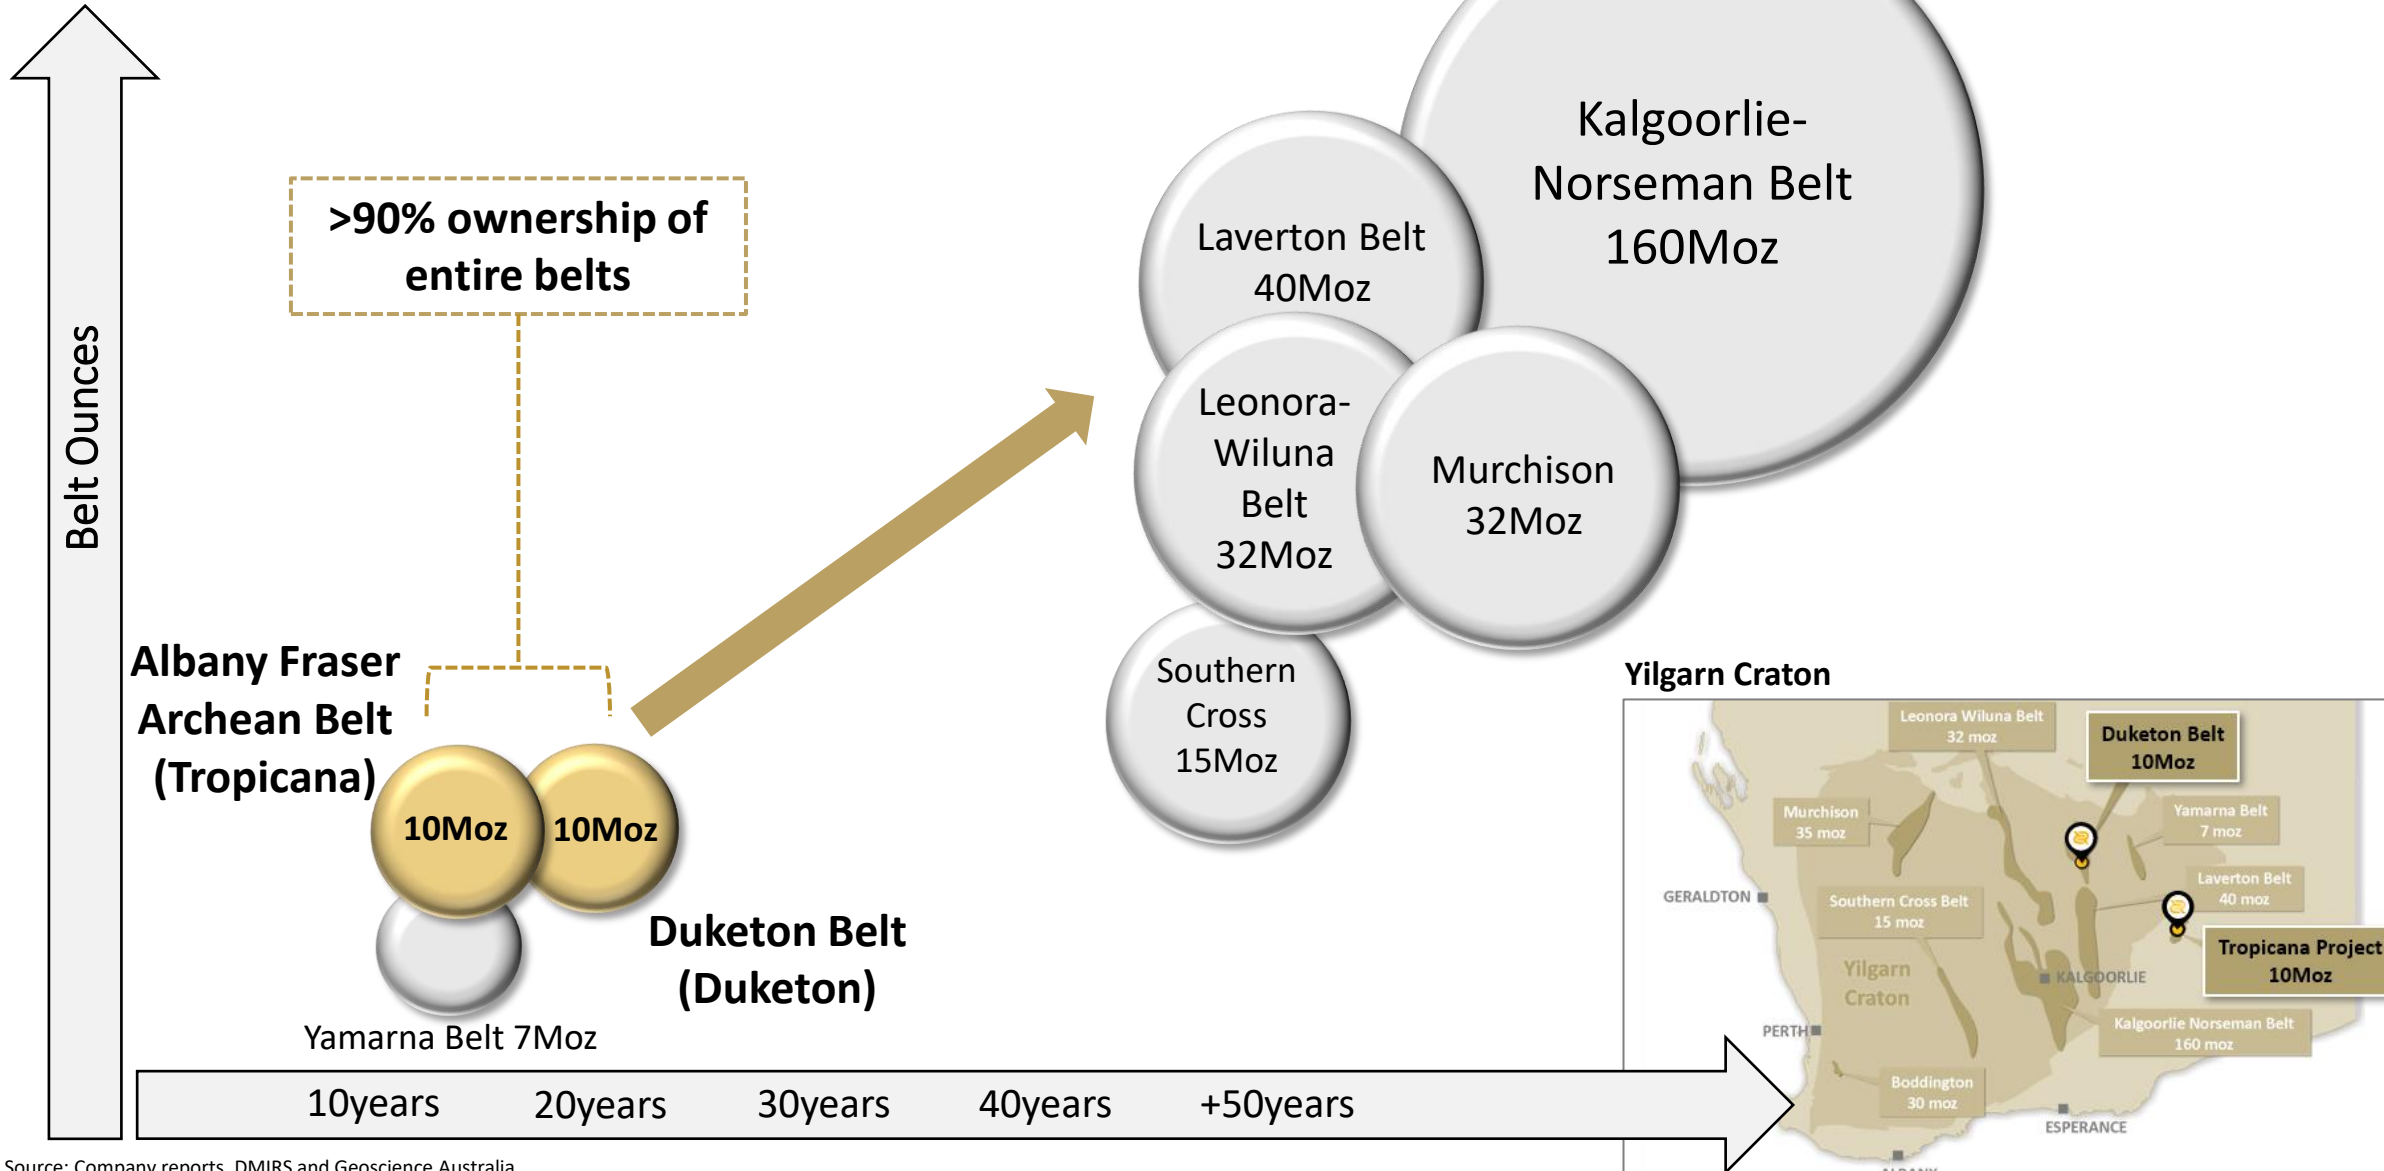 Belt Ounces
>90% ownership of
entire belts
Kalgoorlie-
Norseman Belt
160Moz
Laverton Belt
40Moz
Leonora-
Wiluna
Belt
32Moz
Murchison
32Moz
Southern
Cross
15Moz
Albany Fraser
Archean Belt
(Tropicana)
10Moz
10Moz
Duketon Belt
(Duketon)
Yamarna Belt 7Moz
10years
20years
30years
40years
+50years
Yilgarn Craton
Leonora Wiluna Belt
32 moz
Duketon Belt
10Moz
Murchison
35 moz
Yamarna Belt
7 moz
Laverton Belt
40 moz
GERALDTON
Southern Cross Belt
15 moz
Tropicana Project
10Moz
Yilgarn
Craton
KALGOORLIE
PERTH
Kalgoorlie Norseman Belt
160 moz
Boddington
30 moz
ESPERANCE
ALBANY
Source: Company reports, DMIRS and Geoscience Australia